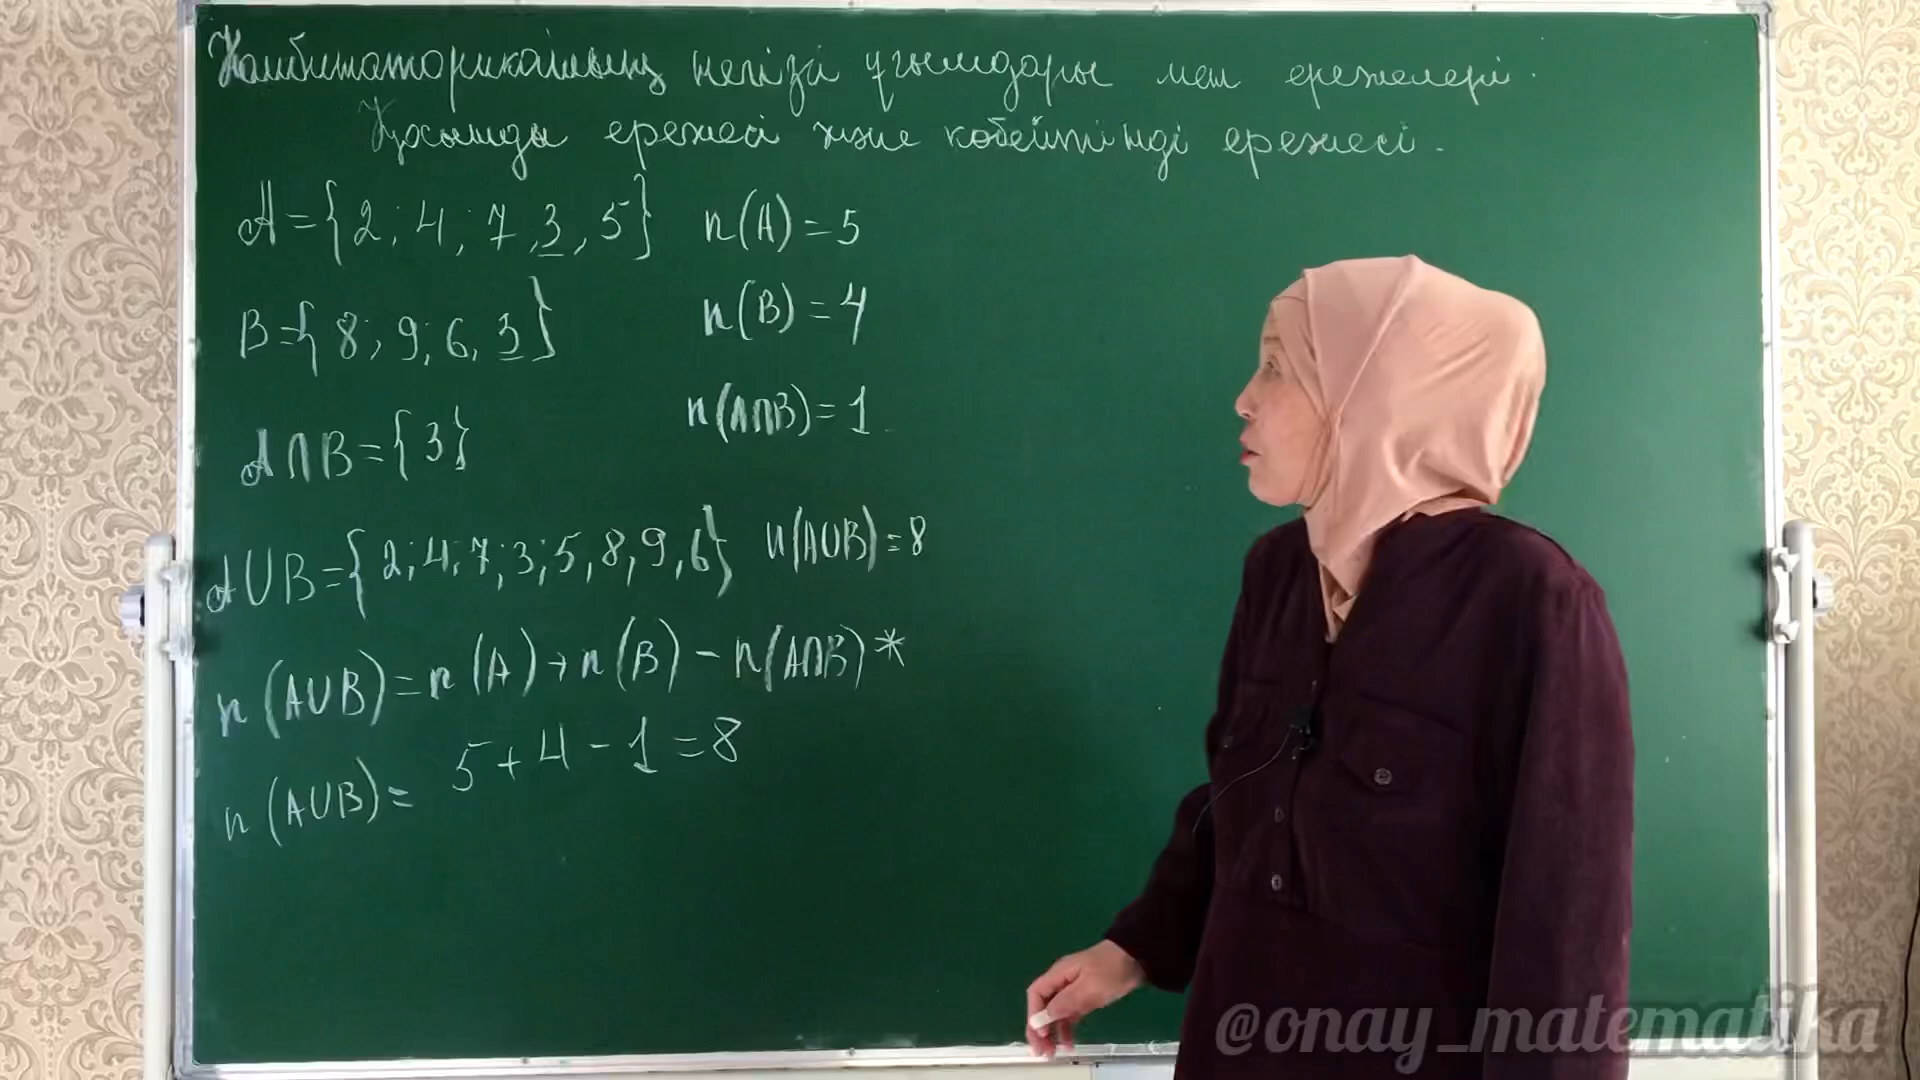 Комбинаториканың негізгі ұғымдары мен ережелері.
Қосынды ережесі және көбейтінді ережесі.
A={2; 4; 7, 3, 5} n(A)=5
B={8; 9; 6, 3} n(B)=4
A∩B={3} n(A∩B)=1
A∪B={2; 4; 7; 3; 5, 8, 9, 6} n(A∪B)=8
n(A∪B)=n(A)+n(B)-n(A∩B)*
n(A∪B)= 5+4-1=8
@onay_matematika